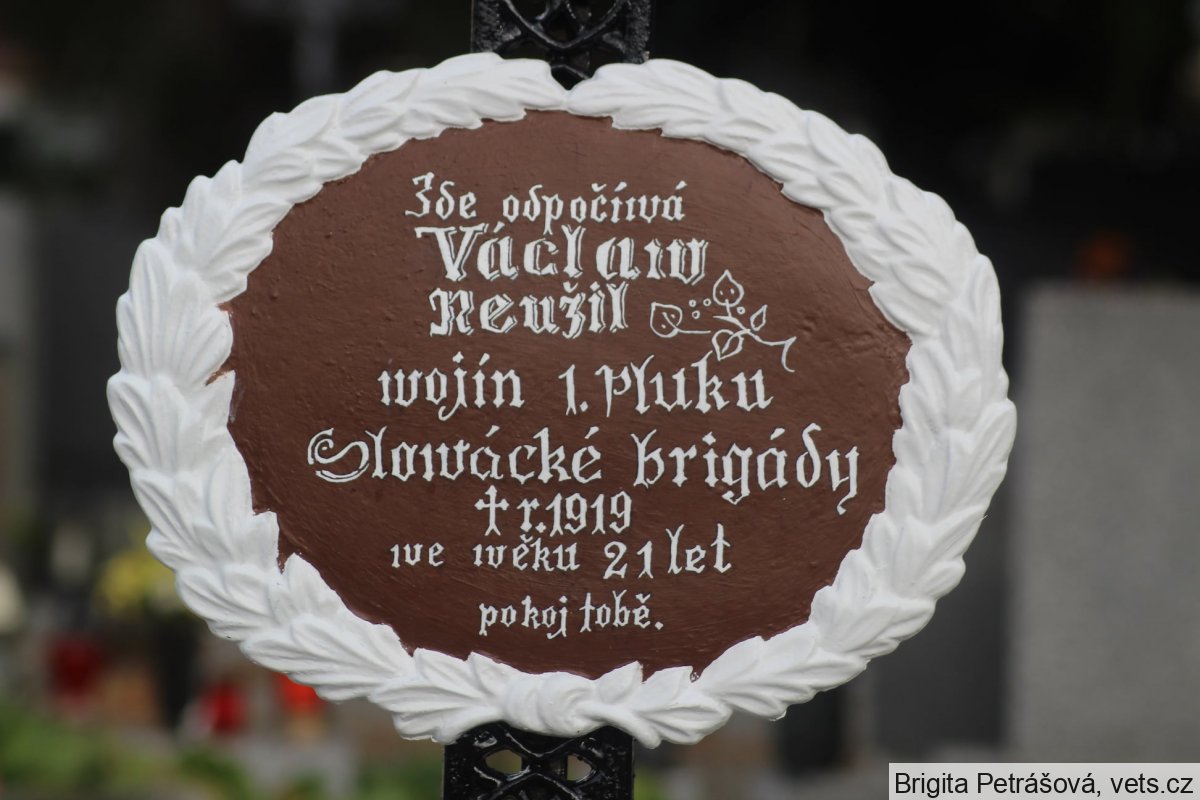 Zde odpočívá
Václaw
Neužil
wojín 1. pluku
Slowácké brigády
† r. 1919
we wěku 21 let
pokoj tobě.
Brigita Petrášová, vets.cz